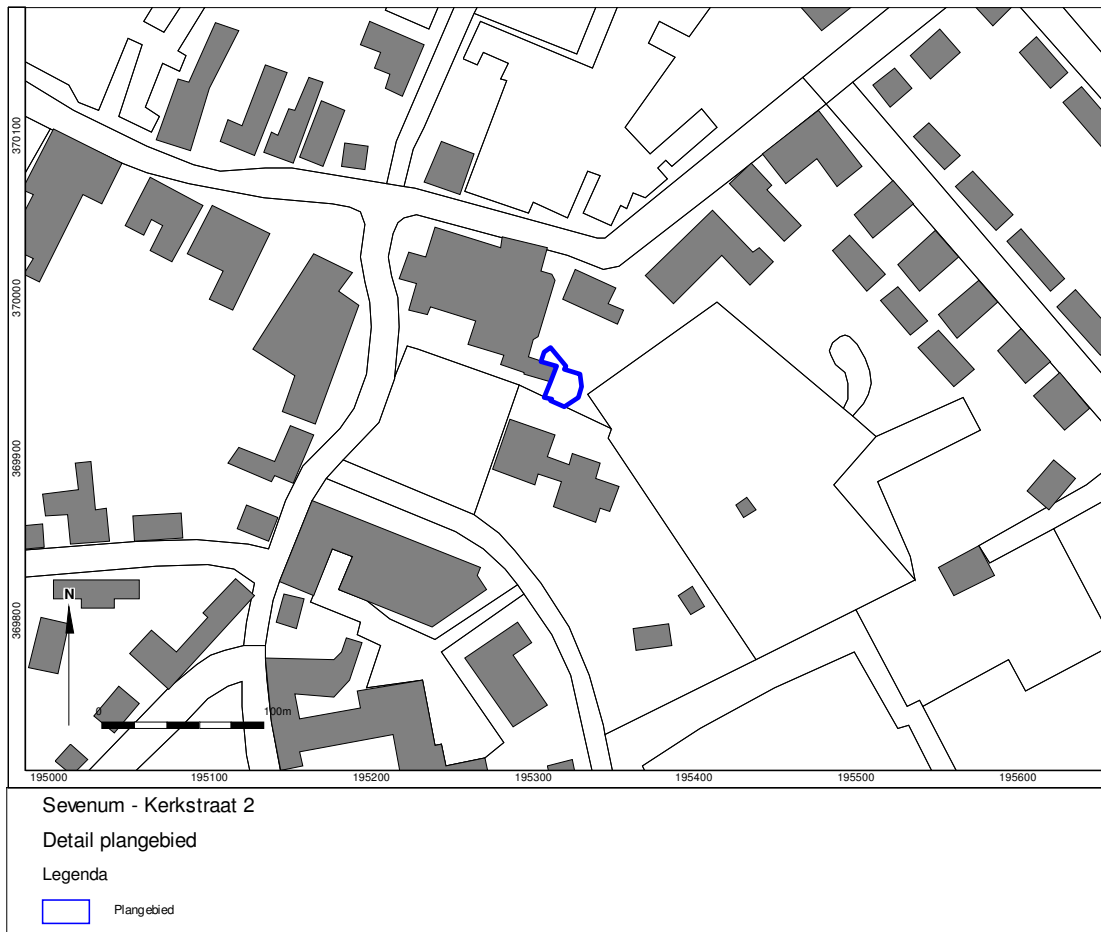 370100
370000
369900
369800
N
0 100m
195000 195100 195200 195300 195400 195500 195600
Sevenum - Kerkstraat 2
Detail plangebied
Legenda
Plangebied